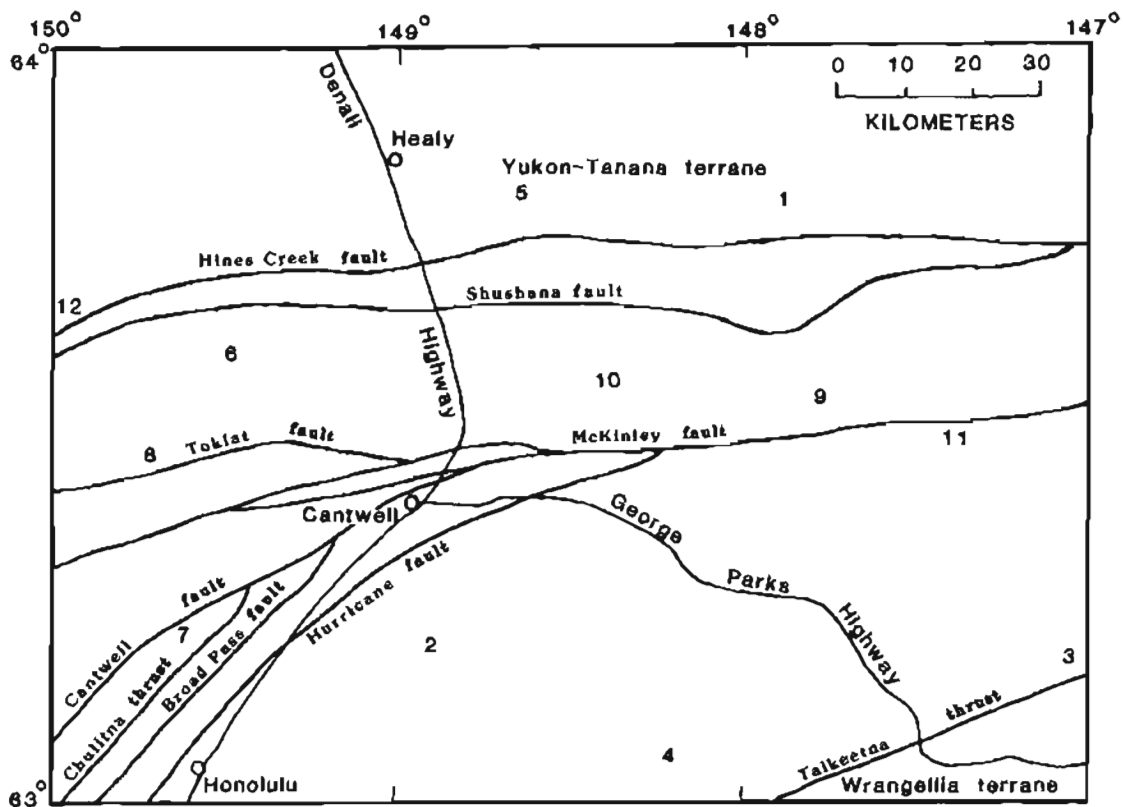 150° 149° 148° 147°
64°
0 10 20 30
KILOMETERS
Denali
Healy
Yukon-Tanana terrane
5
1
Hines Creek fault
12
Shushana fault
Highway
6
10
9
McKinley fault
11
8
Toklat fault
Cantwell
George
Parks
Highway
Cantwell fault
7
Chulitna thrust
Broad Pass fault
Hurricane fault
2
3
4
Talkeetna thrust
Honolulu
Wrangellia terrane
63°